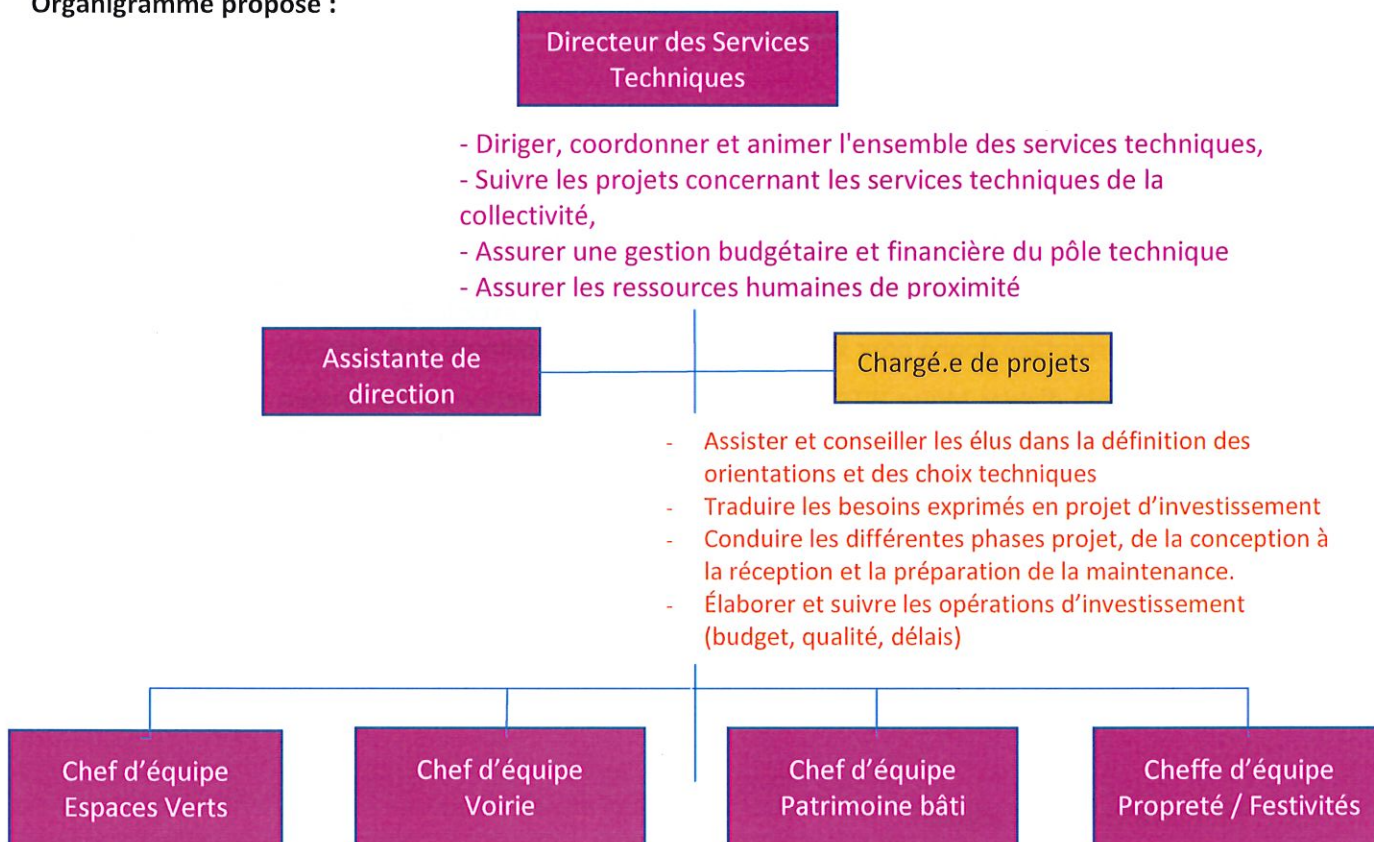 Organigramme proposé :
Directeur des Services
Techniques
- Diriger, coordonner et animer l'ensemble des services techniques,
- Suivre les projets concernant les services techniques de la
collectivité,
- Assurer une gestion budgétaire et financière du pôle technique
- Assurer les ressources humaines de proximité
Assistante de
direction
Chargé.e de projets
- Assister et conseiller les élus dans la définition des
orientations et des choix techniques
- Traduire les besoins exprimés en projet d’investissement
- Conduire les différentes phases projet, de la conception à
la réception et la préparation de la maintenance.
- Élaborer et suivre les opérations d’investissement
(budget, qualité, délais)
Chef d’équipe
Espaces Verts
Chef d’équipe
Voirie
Chef d’équipe
Patrimoine bâti
Cheffe d’équipe
Propreté / Festivités